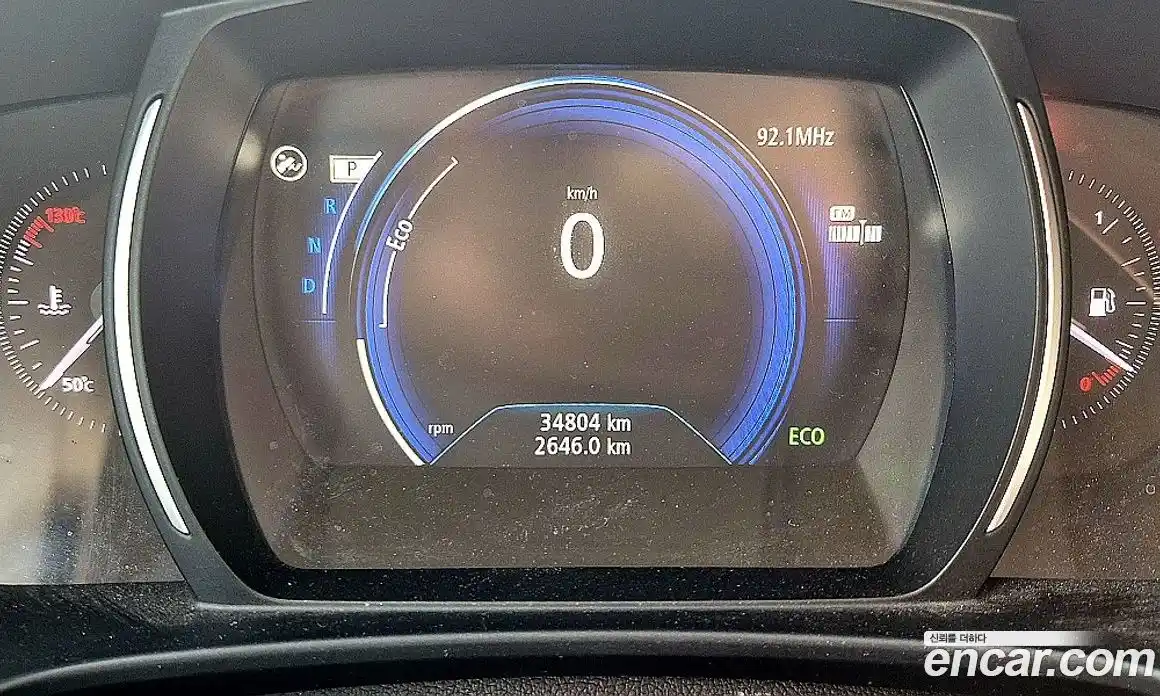 92.1MHz
P
130℃
R
FM
km/h
1
Eco
N
0
D
50℃
0
34804 km
rpm
ECO
2646.0 km
신뢰를 더하다
encar.com